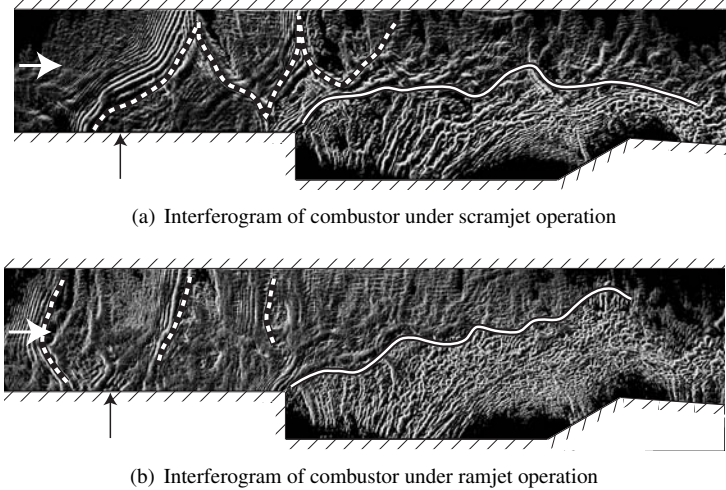 (a) Interferogram of combustor under scramjet operation
(b) Interferogram of combustor under ramjet operation